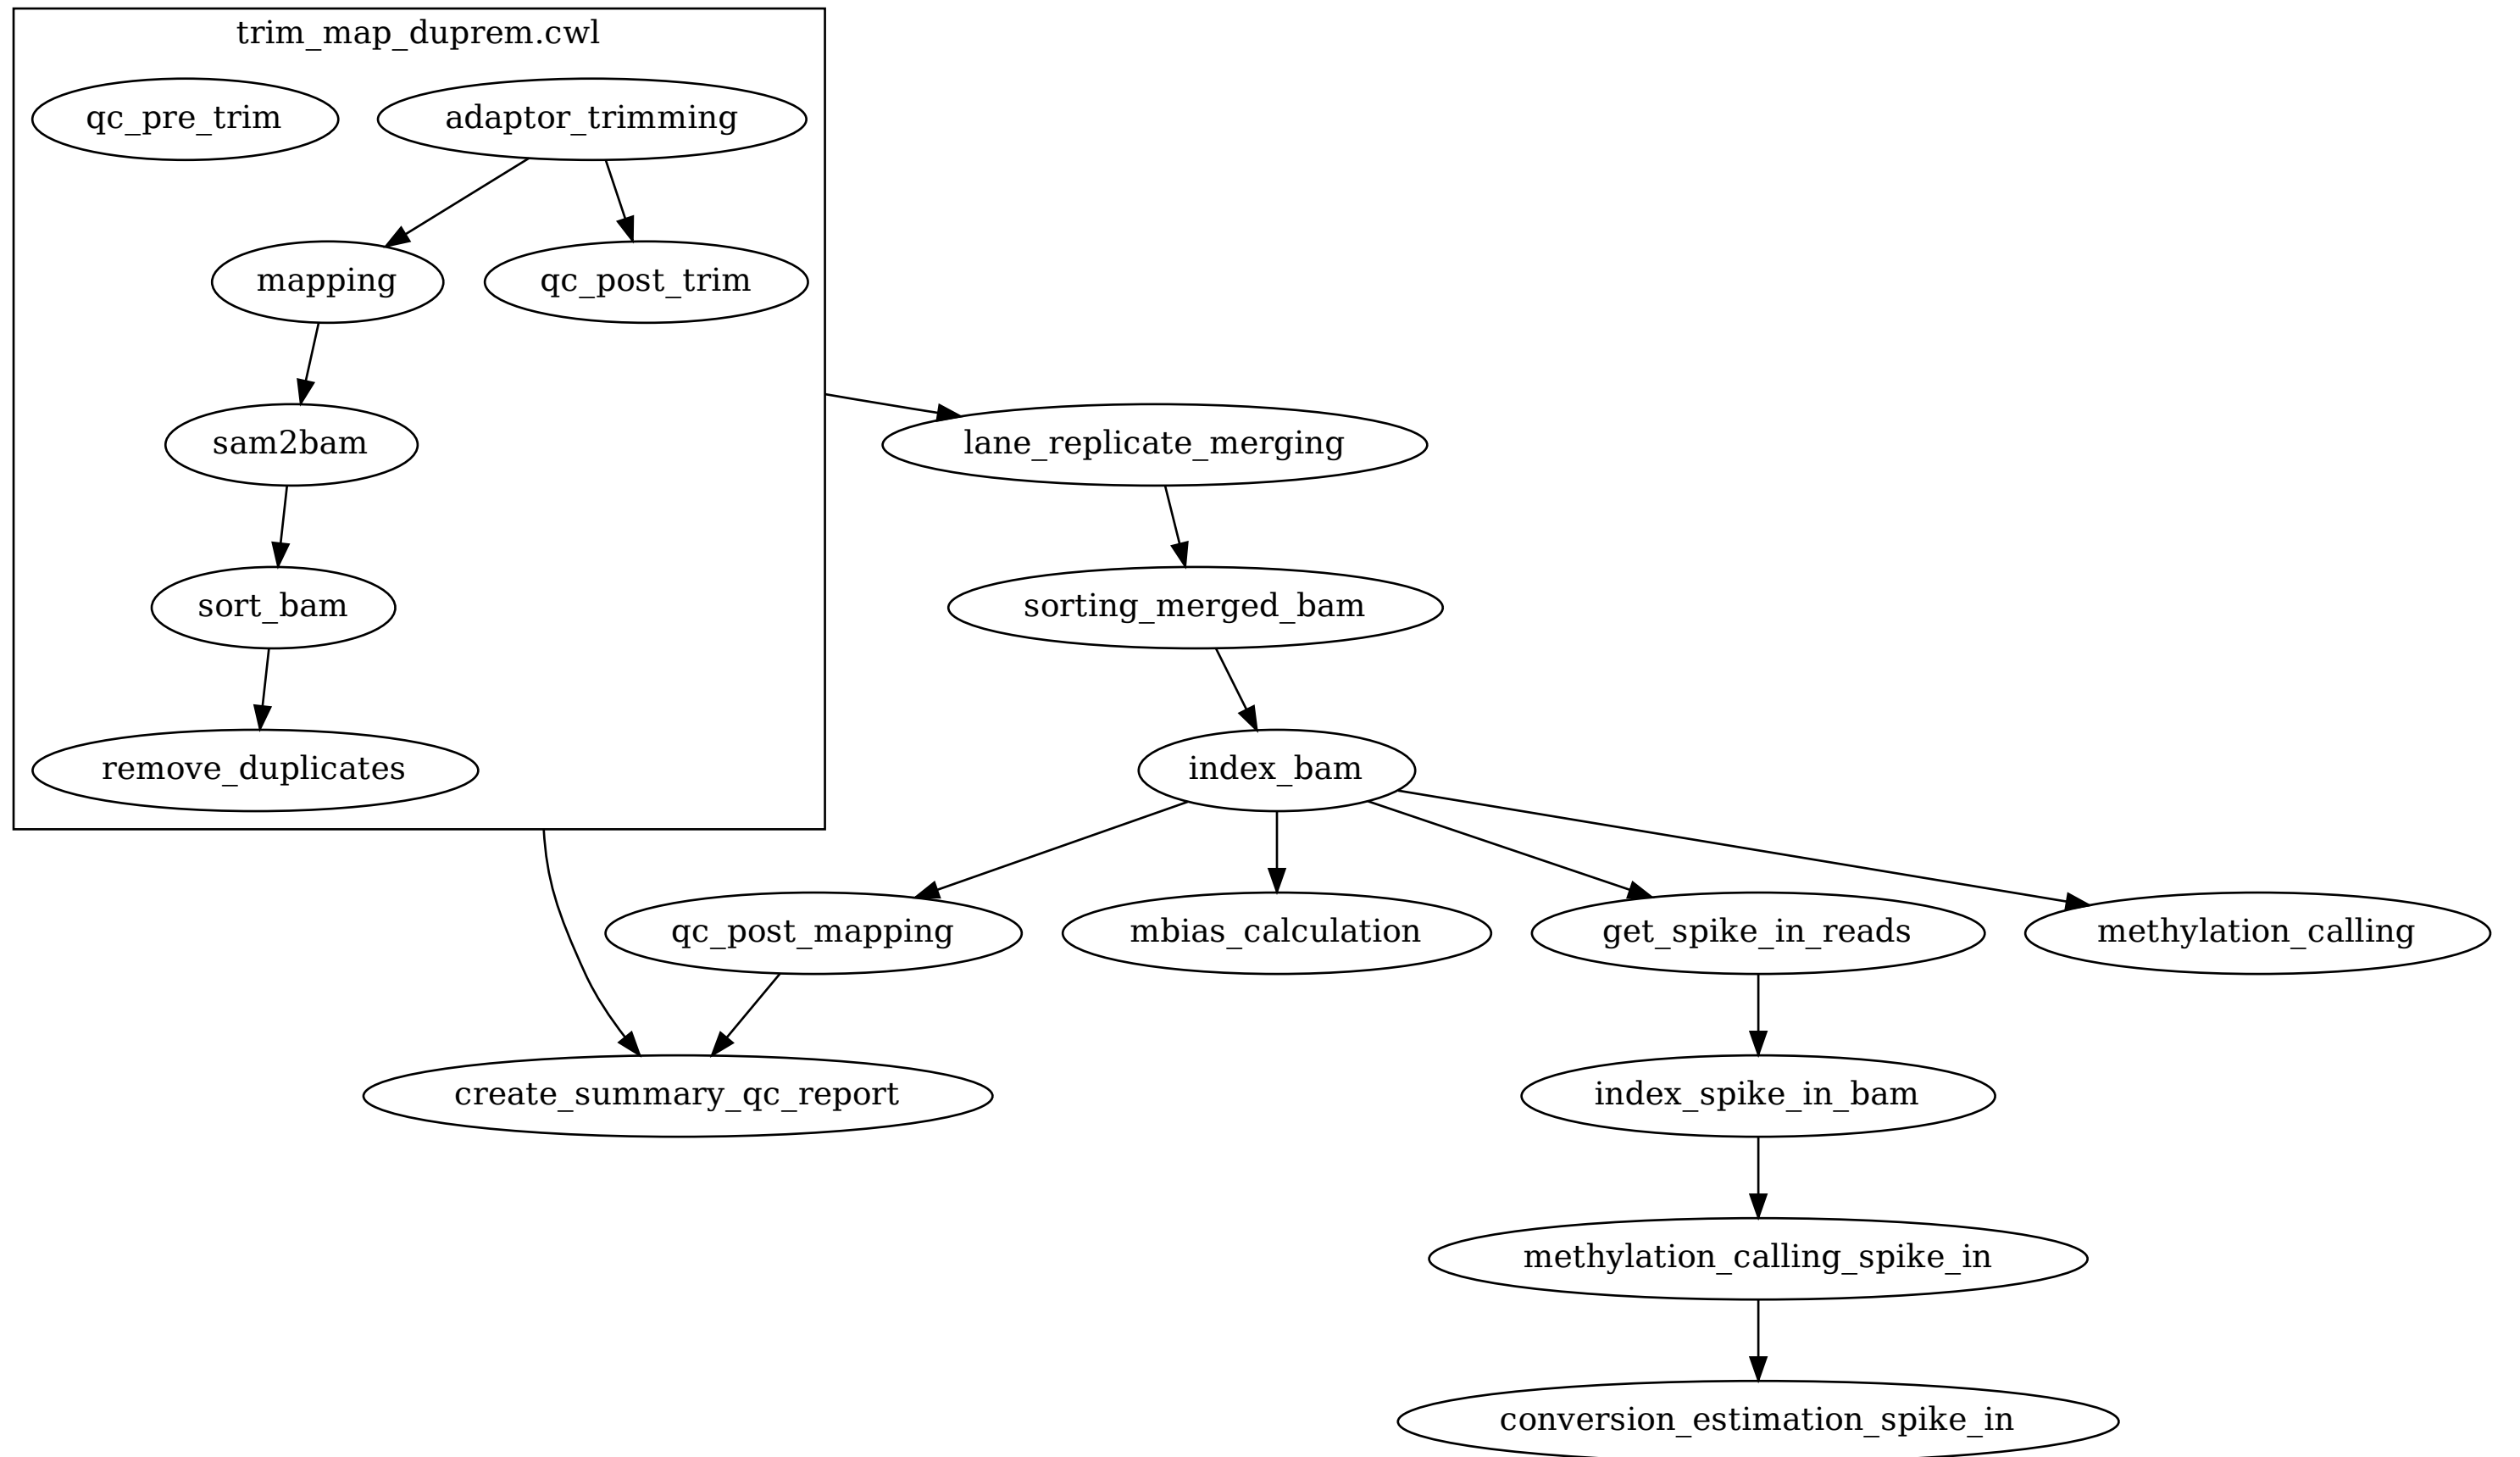 trim_map_duprem.cwl
qc_pre_trim
adaptor_trimming
mapping
qc_post_trim
sam2bam
lane_replicate_merging
sort_bam
sorting_merged_bam
remove_duplicates
index_bam
qc_post_mapping
mbias_calculation
get_spike_in_reads
methylation_calling
create_summary_qc_report
index_spike_in_bam
methylation_calling_spike_in
conversion_estimation_spike_in